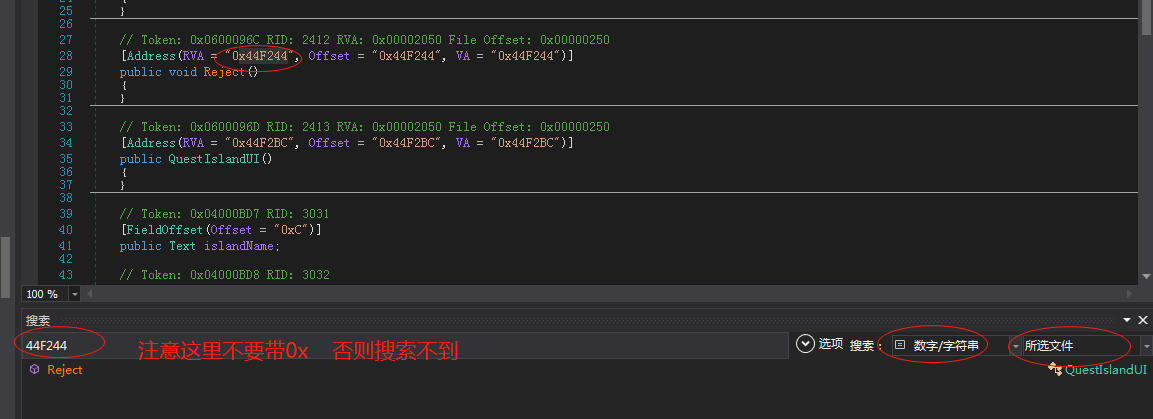 24 {
25 }
26
27 // Token: 0x0600096C RID: 2412 RVA: 0x00002050 File Offset: 0x00000250
28 [Address(RVA = "0x44F244", Offset = "0x44F244", VA = "0x44F244")]
29 public void Reject()
30 {
31 }
32
33 // Token: 0x0600096D RID: 2413 RVA: 0x00002050 File Offset: 0x00000250
34 [Address(RVA = "0x44F2BC", Offset = "0x44F2BC", VA = "0x44F2BC")]
35 public QuestIslandUI()
36 {
37 }
38
39 // Token: 0x04000BD7 RID: 3031
40 [FieldOffset(Offset = "0xC")]
41 public Text islandName;
42
43 // Token: 0x04000BD8 RID: 3032
100 %
搜索
44F244 注意这里不要带0x 否则搜索不到 选项 搜索: 数字/字符串 所选文件
Reject QuestIslandUI